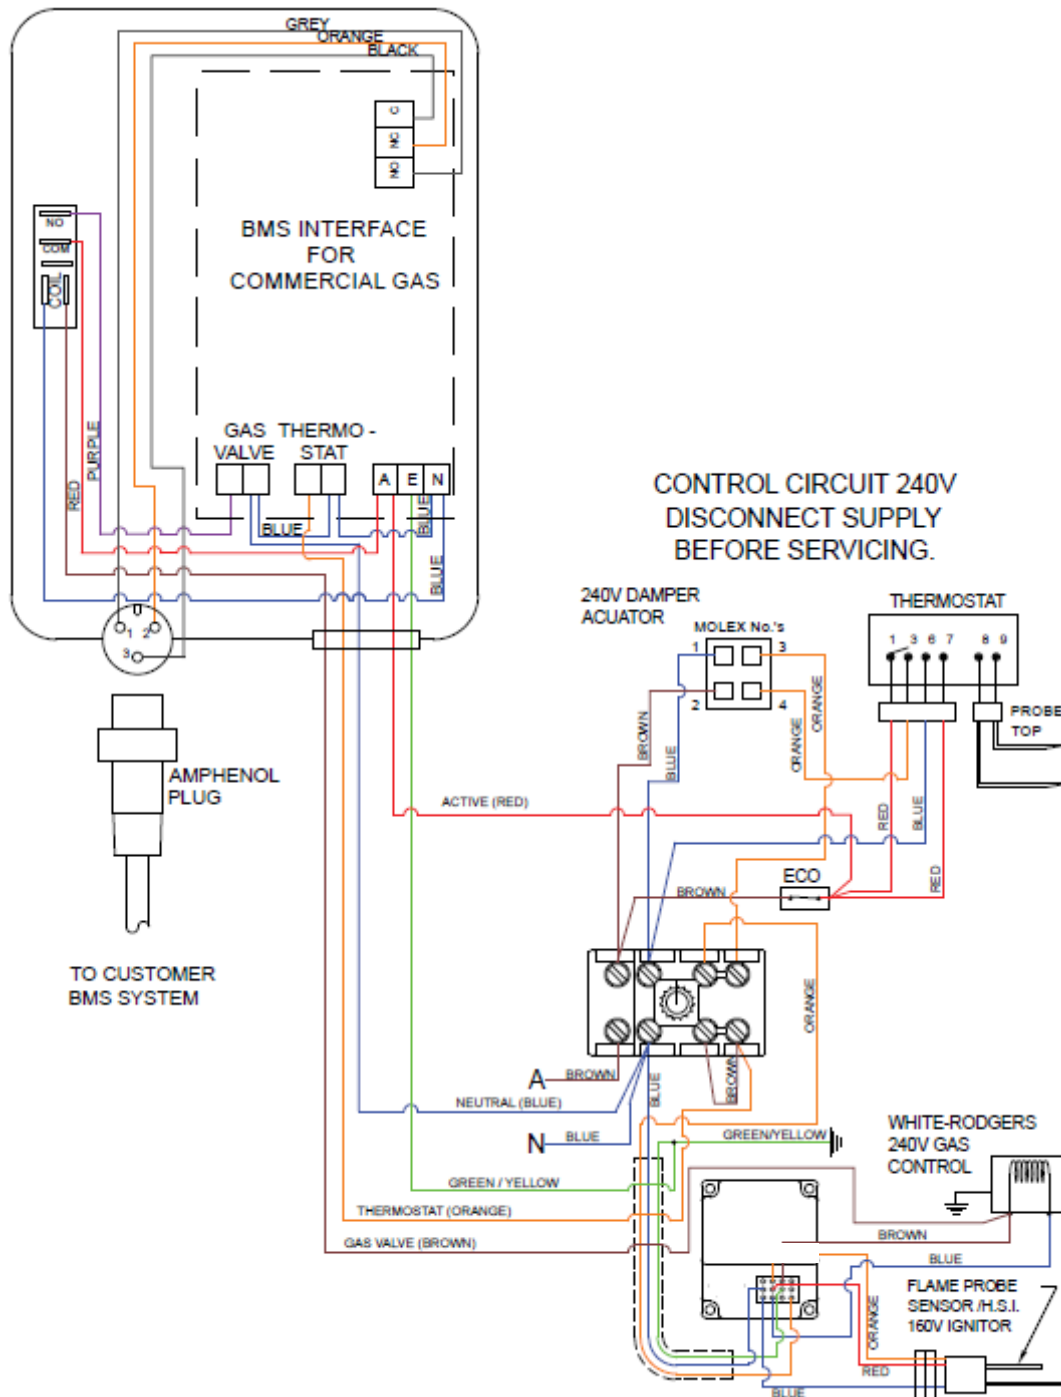 GREY
ORANGE
BLACK
C
NC
NO
NO
COM
COIL
BMS INTERFACE
FOR
COMMERCIAL GAS
PURPLE
RED
GAS
VALVE
THERMO -
STAT
A E N
BLUE
BLUE
BLUE
1 2
3
AMPHENOL
PLUG
TO CUSTOMER
BMS SYSTEM
CONTROL CIRCUIT 240V
DISCONNECT SUPPLY
BEFORE SERVICING.
240V DAMPER
ACUATOR
MOLEX No.'s
1 3
2 4
THERMOSTAT
1 3 6 7 8 9
PROBE
TOP
BROWN
BLUE
ORANGE
ORANGE
ACTIVE (RED)
RED
BLUE
RED
ECO
BROWN
ORANGE
A
BROWN
BROWN
NEUTRAL (BLUE)
BLUE
N
BLUE
GREEN/YELLOW
GREEN / YELLOW
THERMOSTAT (ORANGE)
GAS VALVE (BROWN)
WHITE-RODGERS
240V GAS
CONTROL
BROWN
BLUE
FLAME PROBE
SENSOR /H.S.I.
160V IGNITOR
ORANGE
RED
BLUE